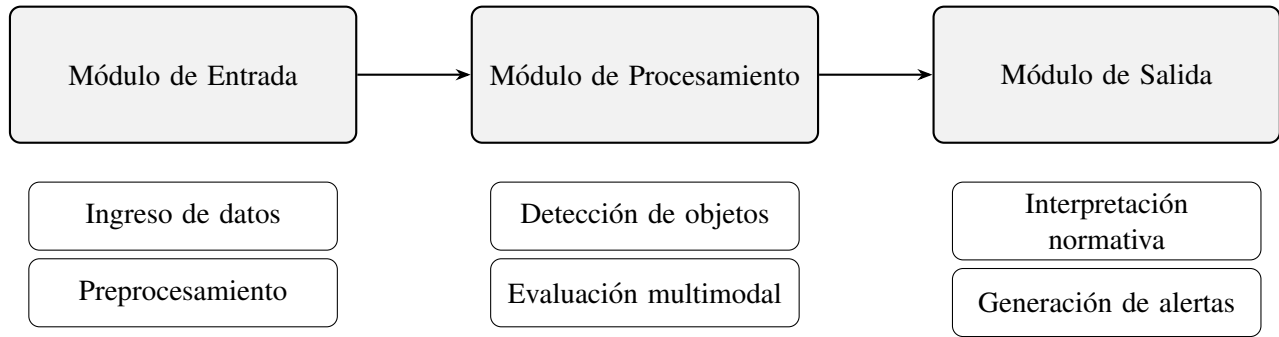 Módulo de Entrada
Módulo de Procesamiento
Módulo de Salida
Ingreso de datos
Detección de objetos
Interpretación
normativa
Preprocesamiento
Evaluación multimodal
Generación de alertas